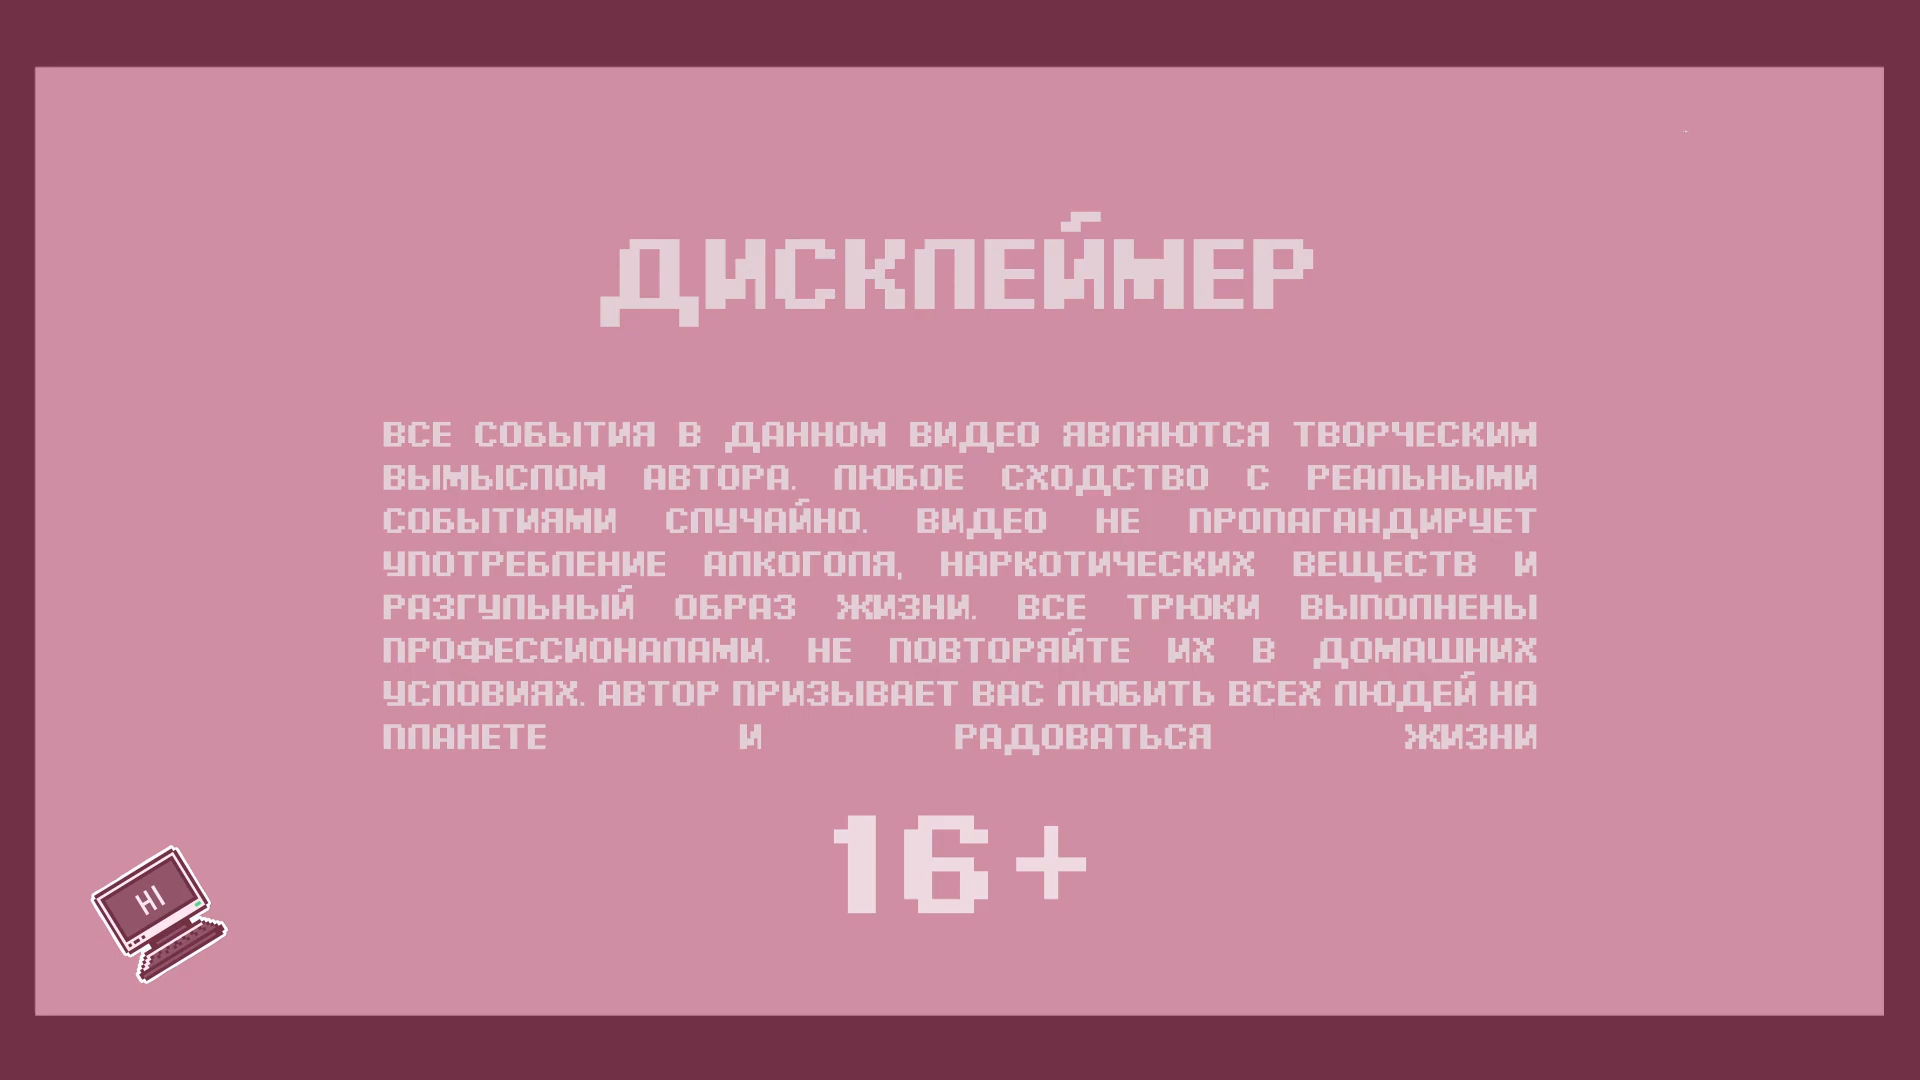 ДИСКЛЕЙМЕР
ВСЕ СОБЫТИЯ В ДАННОМ ВИДЕО ЯВЛЯЮТСЯ ТВОРЧЕСКИМ
ВЫМЫСЛОМ АВТОРА. ЛЮБОЕ СХОДСТВО С РЕАЛЬНЫМИ
СОБЫТИЯМИ СЛУЧАЙНО. ВИДЕО НЕ ПРОПАГАНДИРУЕТ
УПОТРЕБЛЕНИЕ АЛКОГОЛЯ, НАРКОТИЧЕСКИХ ВЕЩЕСТВ И
РАЗГУЛЬНЫЙ ОБРАЗ ЖИЗНИ. ВСЕ ТРЮКИ ВЫПОЛНЕНЫ
ПРОФЕССИОНАЛАМИ. НЕ ПОВТОРЯЙТЕ ИХ В ДОМАШНИХ
УСЛОВИЯХ. АВТОР ПРИЗЫВАЕТ ВАС ЛЮБИТЬ ВСЕХ ЛЮДЕЙ НА
ПЛАНЕТЕ И РАДОВАТЬСЯ ЖИЗНИ
16+
HI